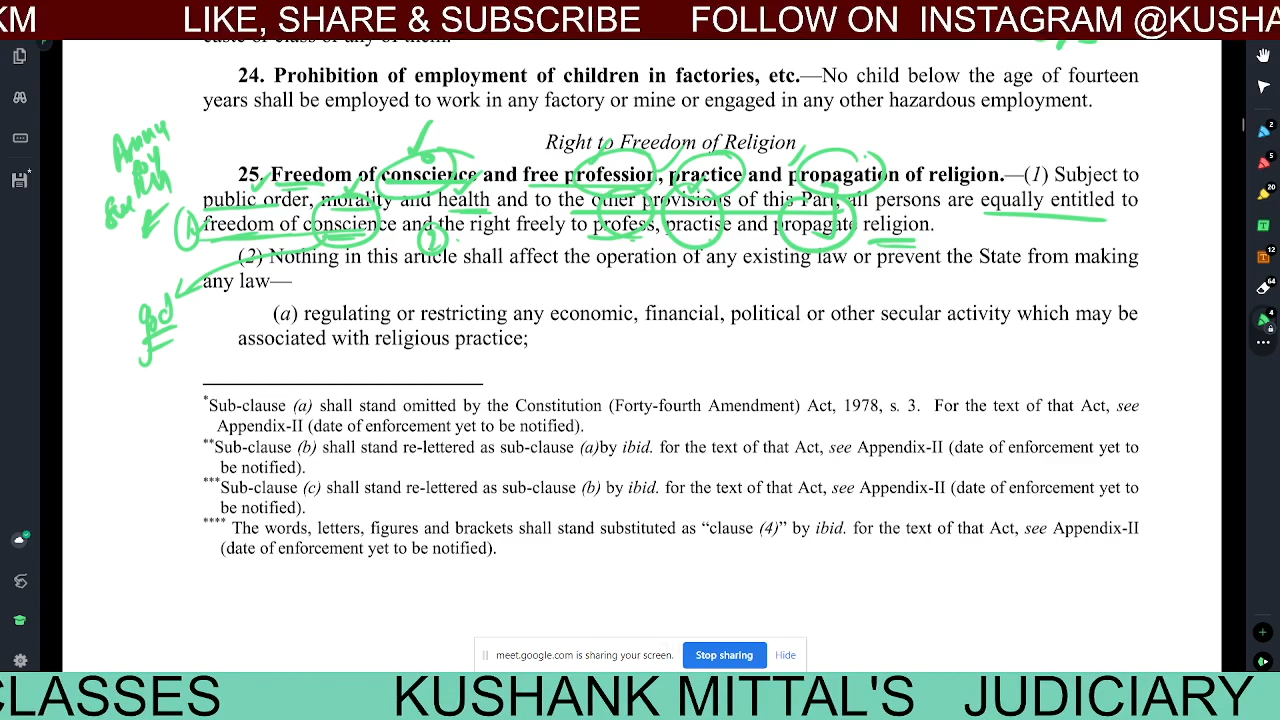 KM LIKE, SHARE & SUBSCRIBE FOLLOW ON INSTAGRAM @KUSHA
caste or class or any of them.
24. Prohibition of employment of children in factories, etc.—No child below the age of fourteen
years shall be employed to work in any factory or mine or engaged in any other hazardous employment.
Right to Freedom of Religion
25. Freedom of conscience and free profession, practice and propagation of religion.—(1) Subject to
public order, morality and health and to the other provisions of this Part, all persons are equally entitled to
freedom of conscience and the right freely to profess, practise and propagate religion.
2
(2) Nothing in this article shall affect the operation of any existing law or prevent the State from making
any law—
god
(a) regulating or restricting any economic, financial, political or other secular activity which may be
associated with religious practice;
*Sub-clause (a) shall stand omitted by the Constitution (Forty-fourth Amendment) Act, 1978, s. 3. For the text of that Act, see
Appendix-II (date of enforcement yet to be notified).
**Sub-clause (b) shall stand re-lettered as sub-clause (a)by ibid. for the text of that Act, see Appendix-II (date of enforcement yet to
be notified).
***Sub-clause (c) shall stand re-lettered as sub-clause (b) by ibid. for the text of that Act, see Appendix-II (date of enforcement yet to
be notified).
**** The words, letters, figures and brackets shall stand substituted as “clause (4)” by ibid. for the text of that Act, see Appendix-II
(date of enforcement yet to be notified).
meet.google.com is sharing your screen. Stop sharing Hide
CLASSES KUSHANK MITTAL'S JUDICIARY